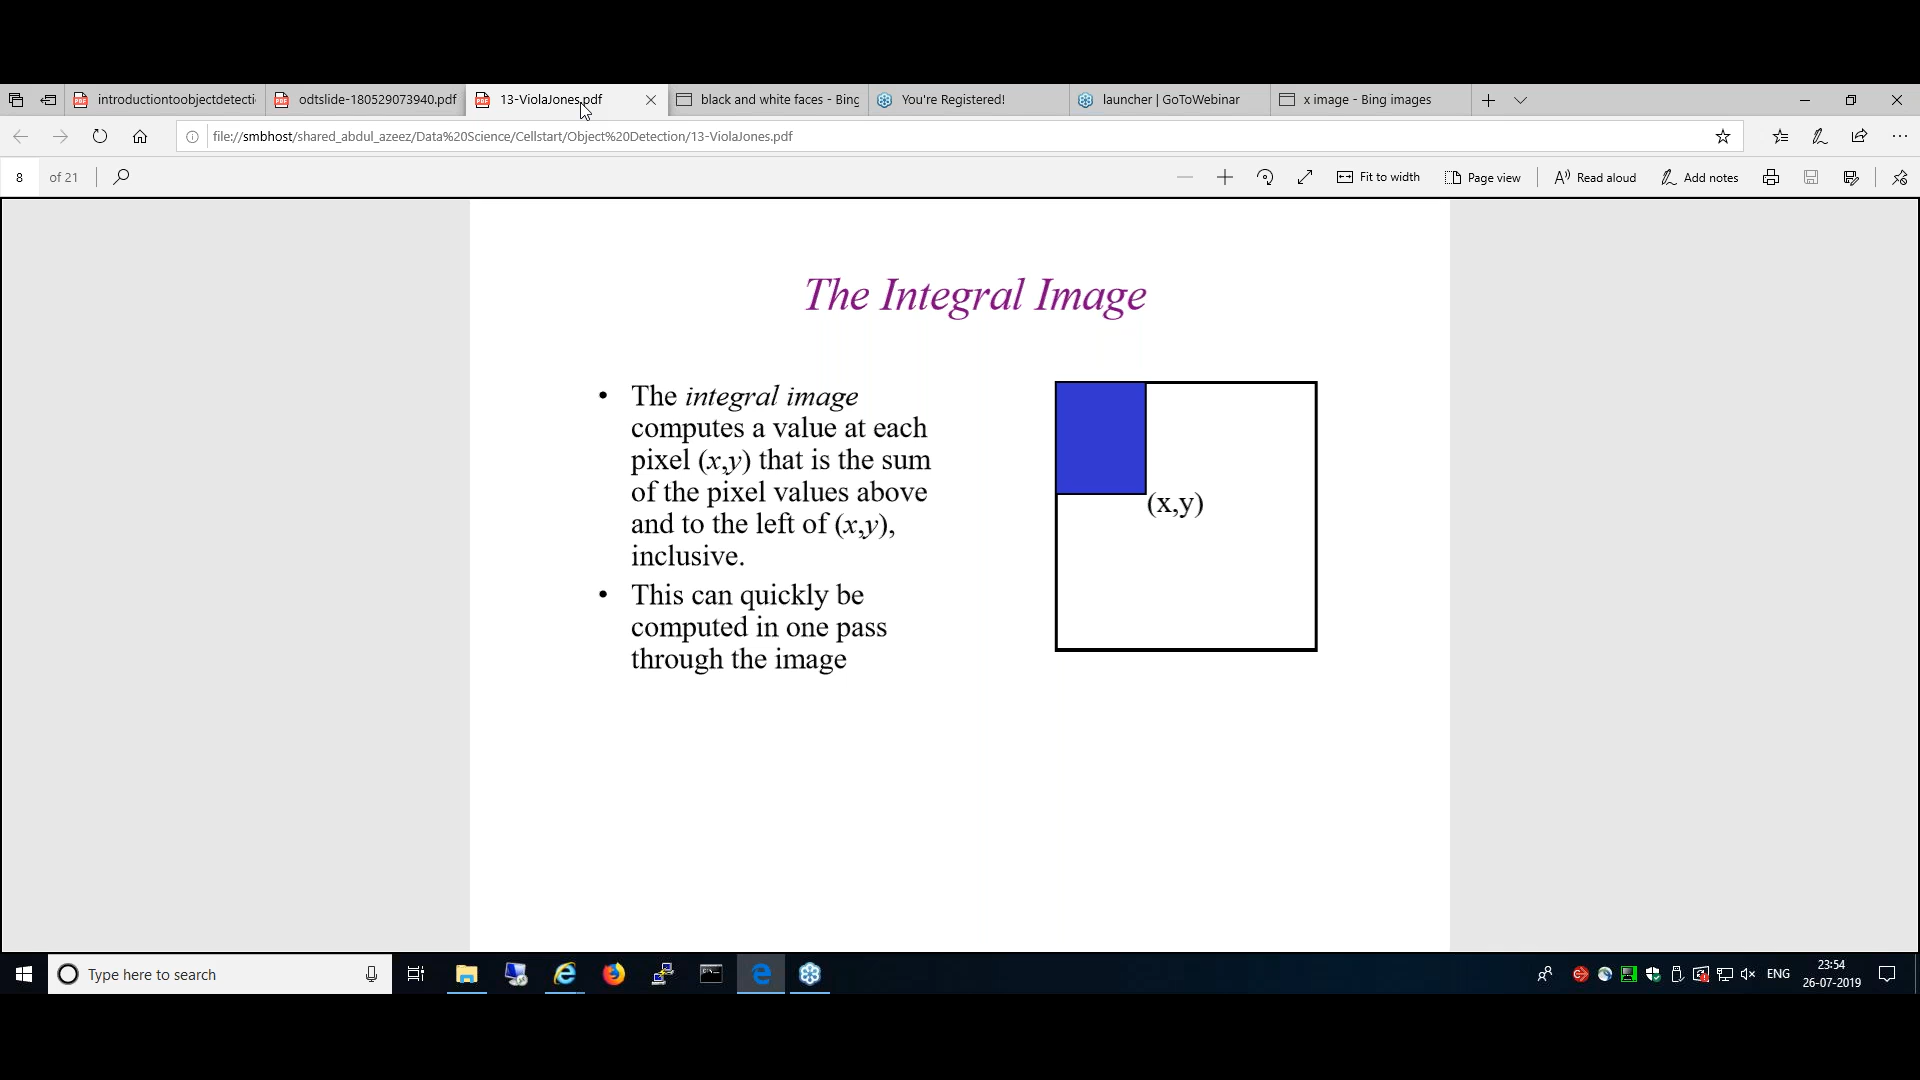 introductiontoobjectdetecti
odtslide-180529073940.pdf
13-ViolaJones.pdf
black and white faces - Bing
You're Registered!
launcher | GoToWebinar
x image - Bing images
file://smbhost/shared_abdul_azeez/Data%20Science/Cellstart/Object%20Detection/13-ViolaJones.pdf
8 of 21
Fit to width
Page view
Read aloud
Add notes
The Integral Image
• The integral image
computes a value at each
pixel (x,y) that is the sum
of the pixel values above
and to the left of (x,y),
inclusive.
• This can quickly be
computed in one pass
through the image
(x,y)
Type here to search
ENG
23:54
26-07-2019